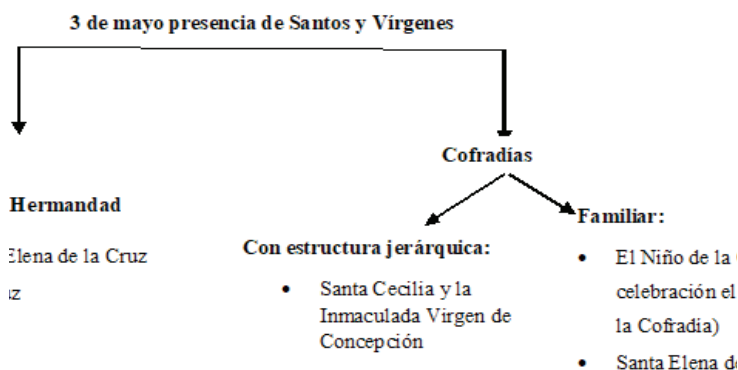 3 de mayo presencia de Santos y Vírgenes
Hermandad
Elena de la Cruz
Cofradías
Con estructura jerárquica:
• Santa Cecilia y la
Inmaculada Virgen de
Concepción
Familiar:
• El Niño de la
celebración el
la Cofradía)
• Santa Elena